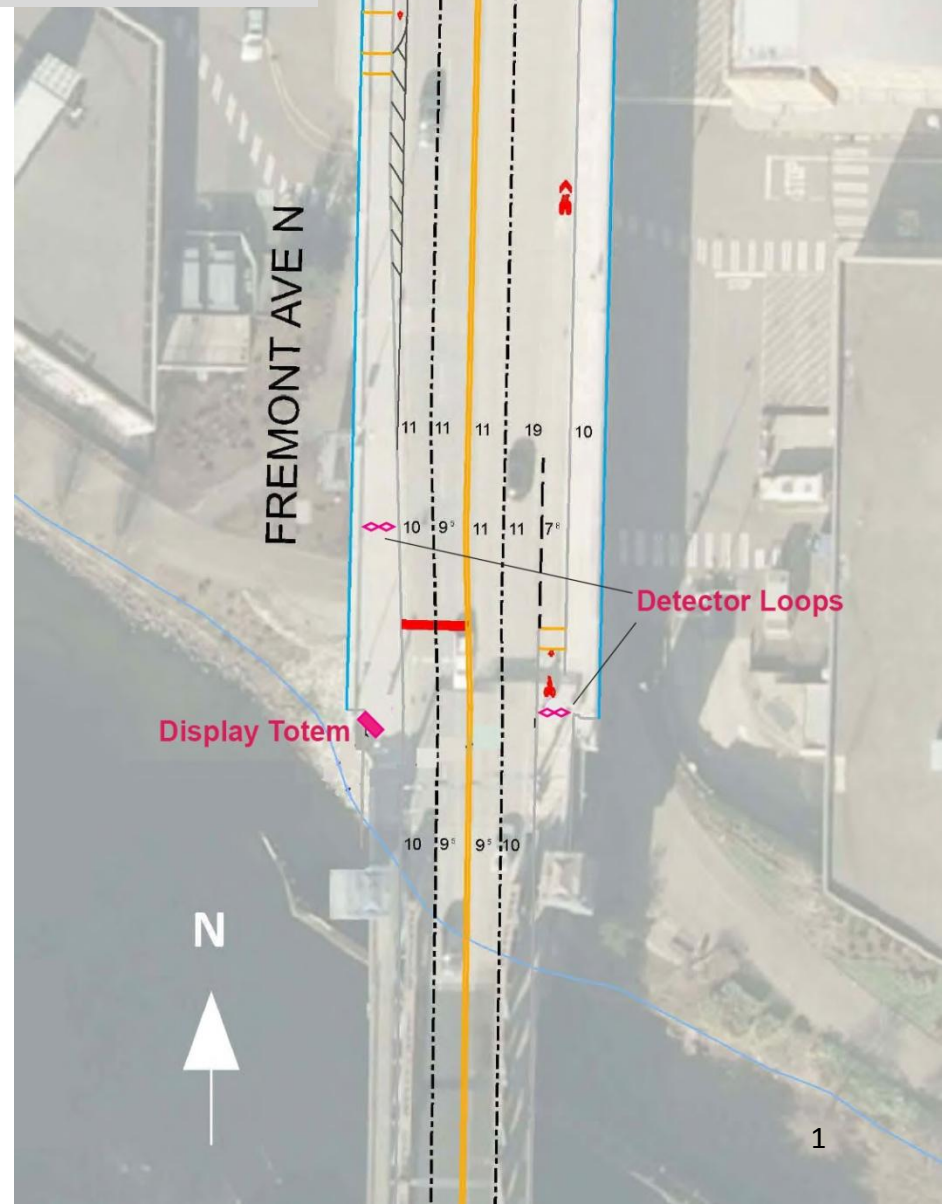 FREMONT AVE N
11 11 11 19 10
10 9⁵ 11 11 7⁸
Detector Loops
Display Totem
10 9⁵ 9⁵ 10
N
1